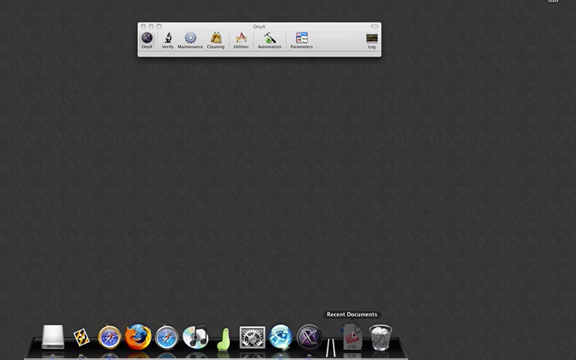 OnyX
OnyX Verify Maintenance Cleaning Utilities Automation Parameters Log
Recent Documents